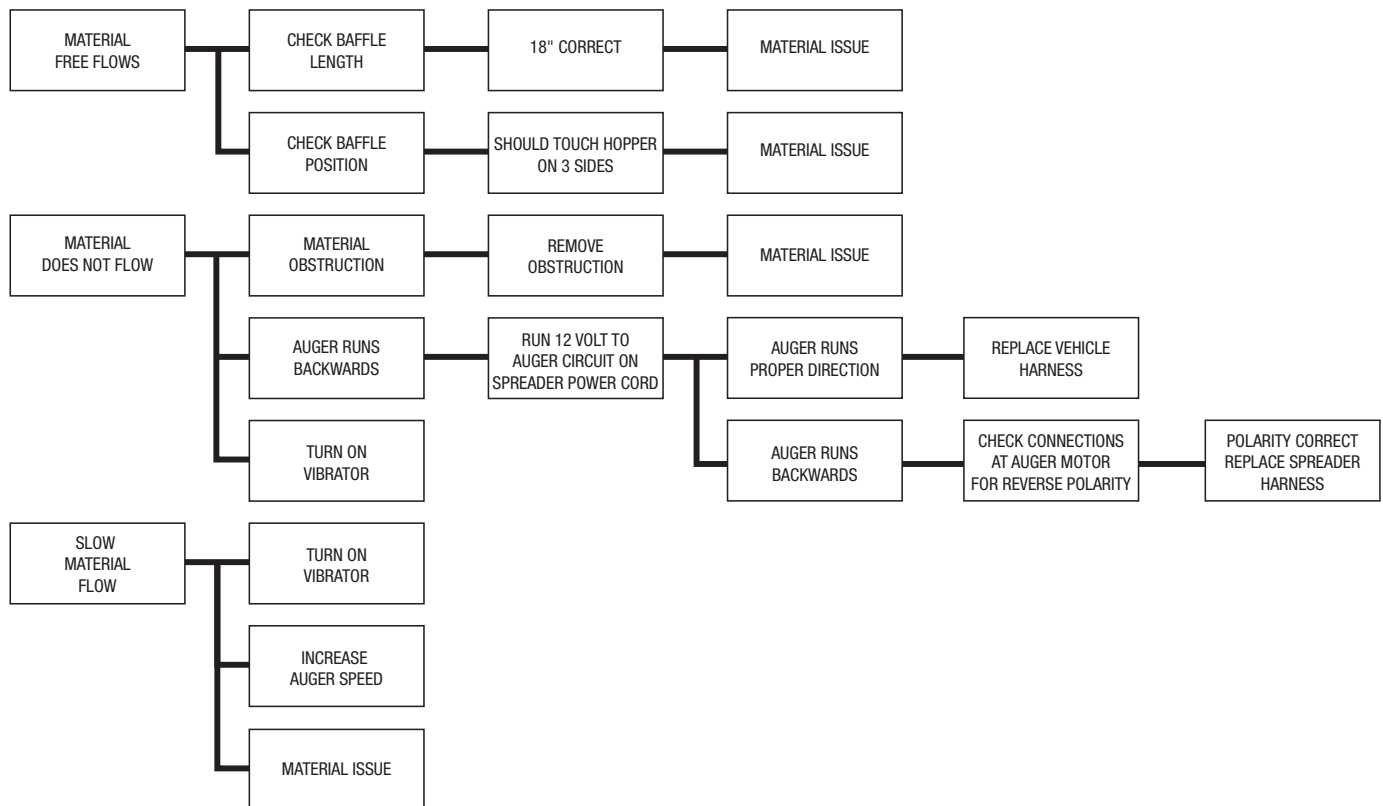 MATERIAL
FREE FLOWS
CHECK BAFFLE
LENGTH
18" CORRECT
MATERIAL ISSUE
CHECK BAFFLE
POSITION
SHOULD TOUCH HOPPER
ON 3 SIDES
MATERIAL ISSUE
MATERIAL
DOES NOT FLOW
MATERIAL
OBSTRUCTION
REMOVE
OBSTRUCTION
MATERIAL ISSUE
AUGER RUNS
BACKWARDS
RUN 12 VOLT TO
AUGER CIRCUIT ON
SPREADER POWER CORD
AUGER RUNS
PROPER DIRECTION
REPLACE VEHICLE
HARNESS
TURN ON
VIBRATOR
AUGER RUNS
BACKWARDS
CHECK CONNECTIONS
AT AUGER MOTOR
FOR REVERSE POLARITY
POLARITY CORRECT
REPLACE SPREADER
HARNESS
SLOW
MATERIAL
FLOW
TURN ON
VIBRATOR
INCREASE
AUGER SPEED
MATERIAL ISSUE